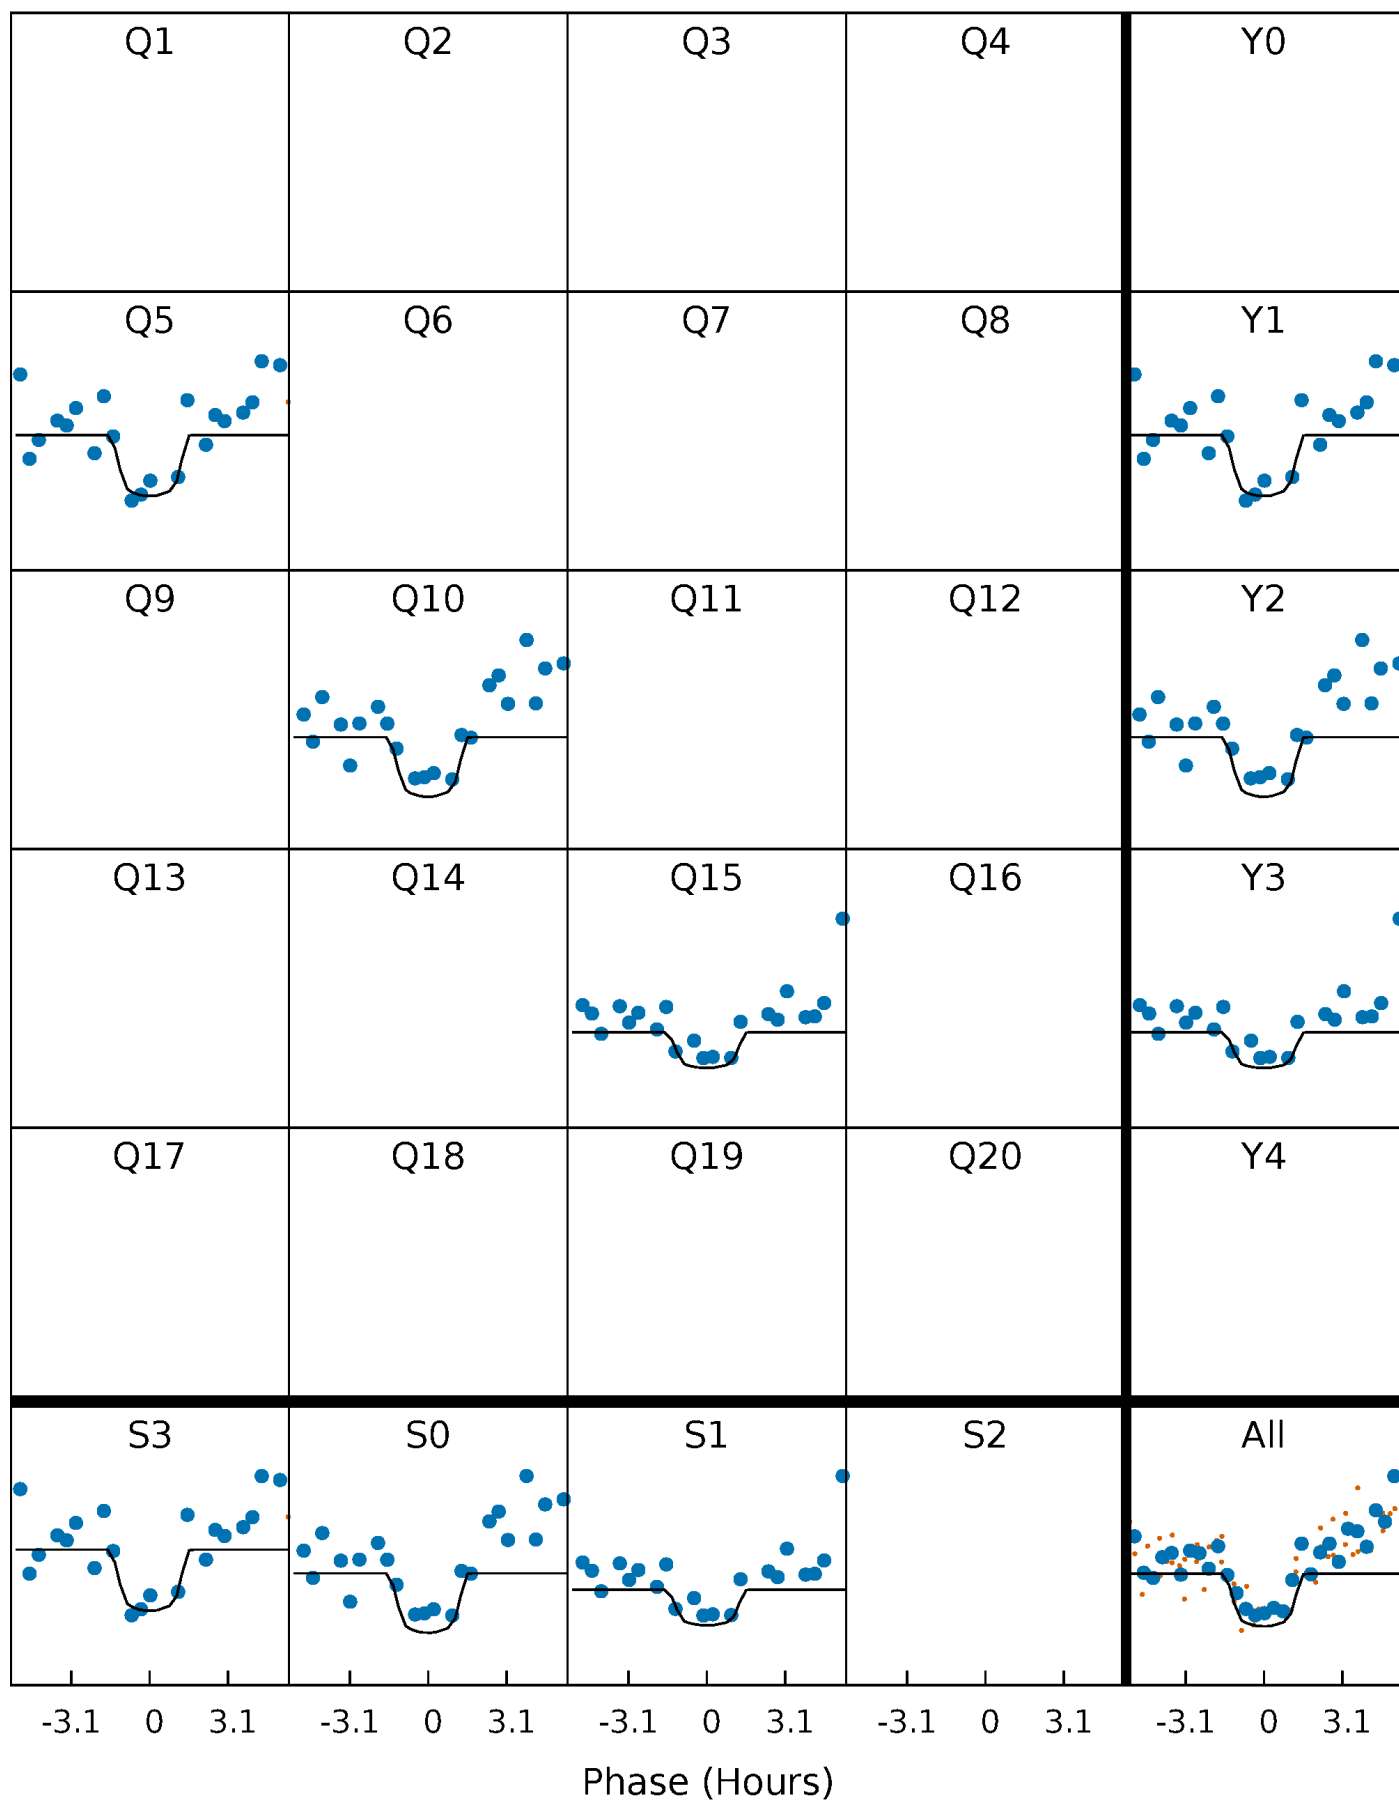 Q1 Q2 Q3 Q4 Y0
Q5 Q6 Q7 Q8 Y1
Q9 Q10 Q11 Q12 Y2
Q13 Q14 Q15 Q16 Y3
Q17 Q18 Q19 Q20 Y4
S3 S0 S1 S2 All
-3.1 0 3.1 -3.1 0 3.1 -3.1 0 3.1 -3.1 0 3.1 -3.1 0 3.1
Phase (Hours)